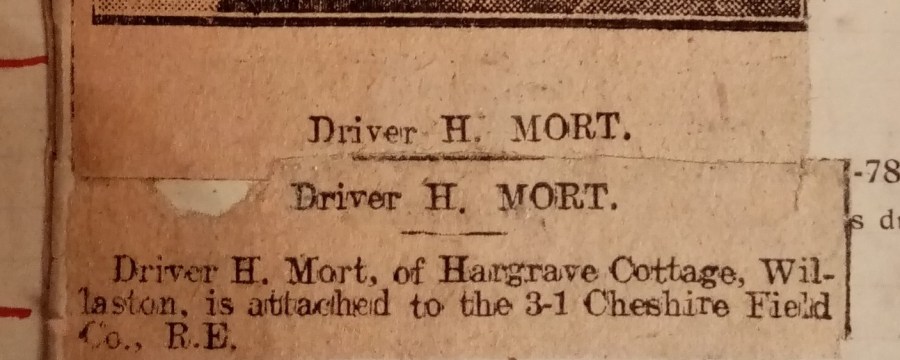 Driver H. MORT.
Driver H. MORT.
Driver H. Mort, of Hargrave Cottage, Wil-
laston, is attached to the 3-1 Cheshire Field
Co., R.E.
-78